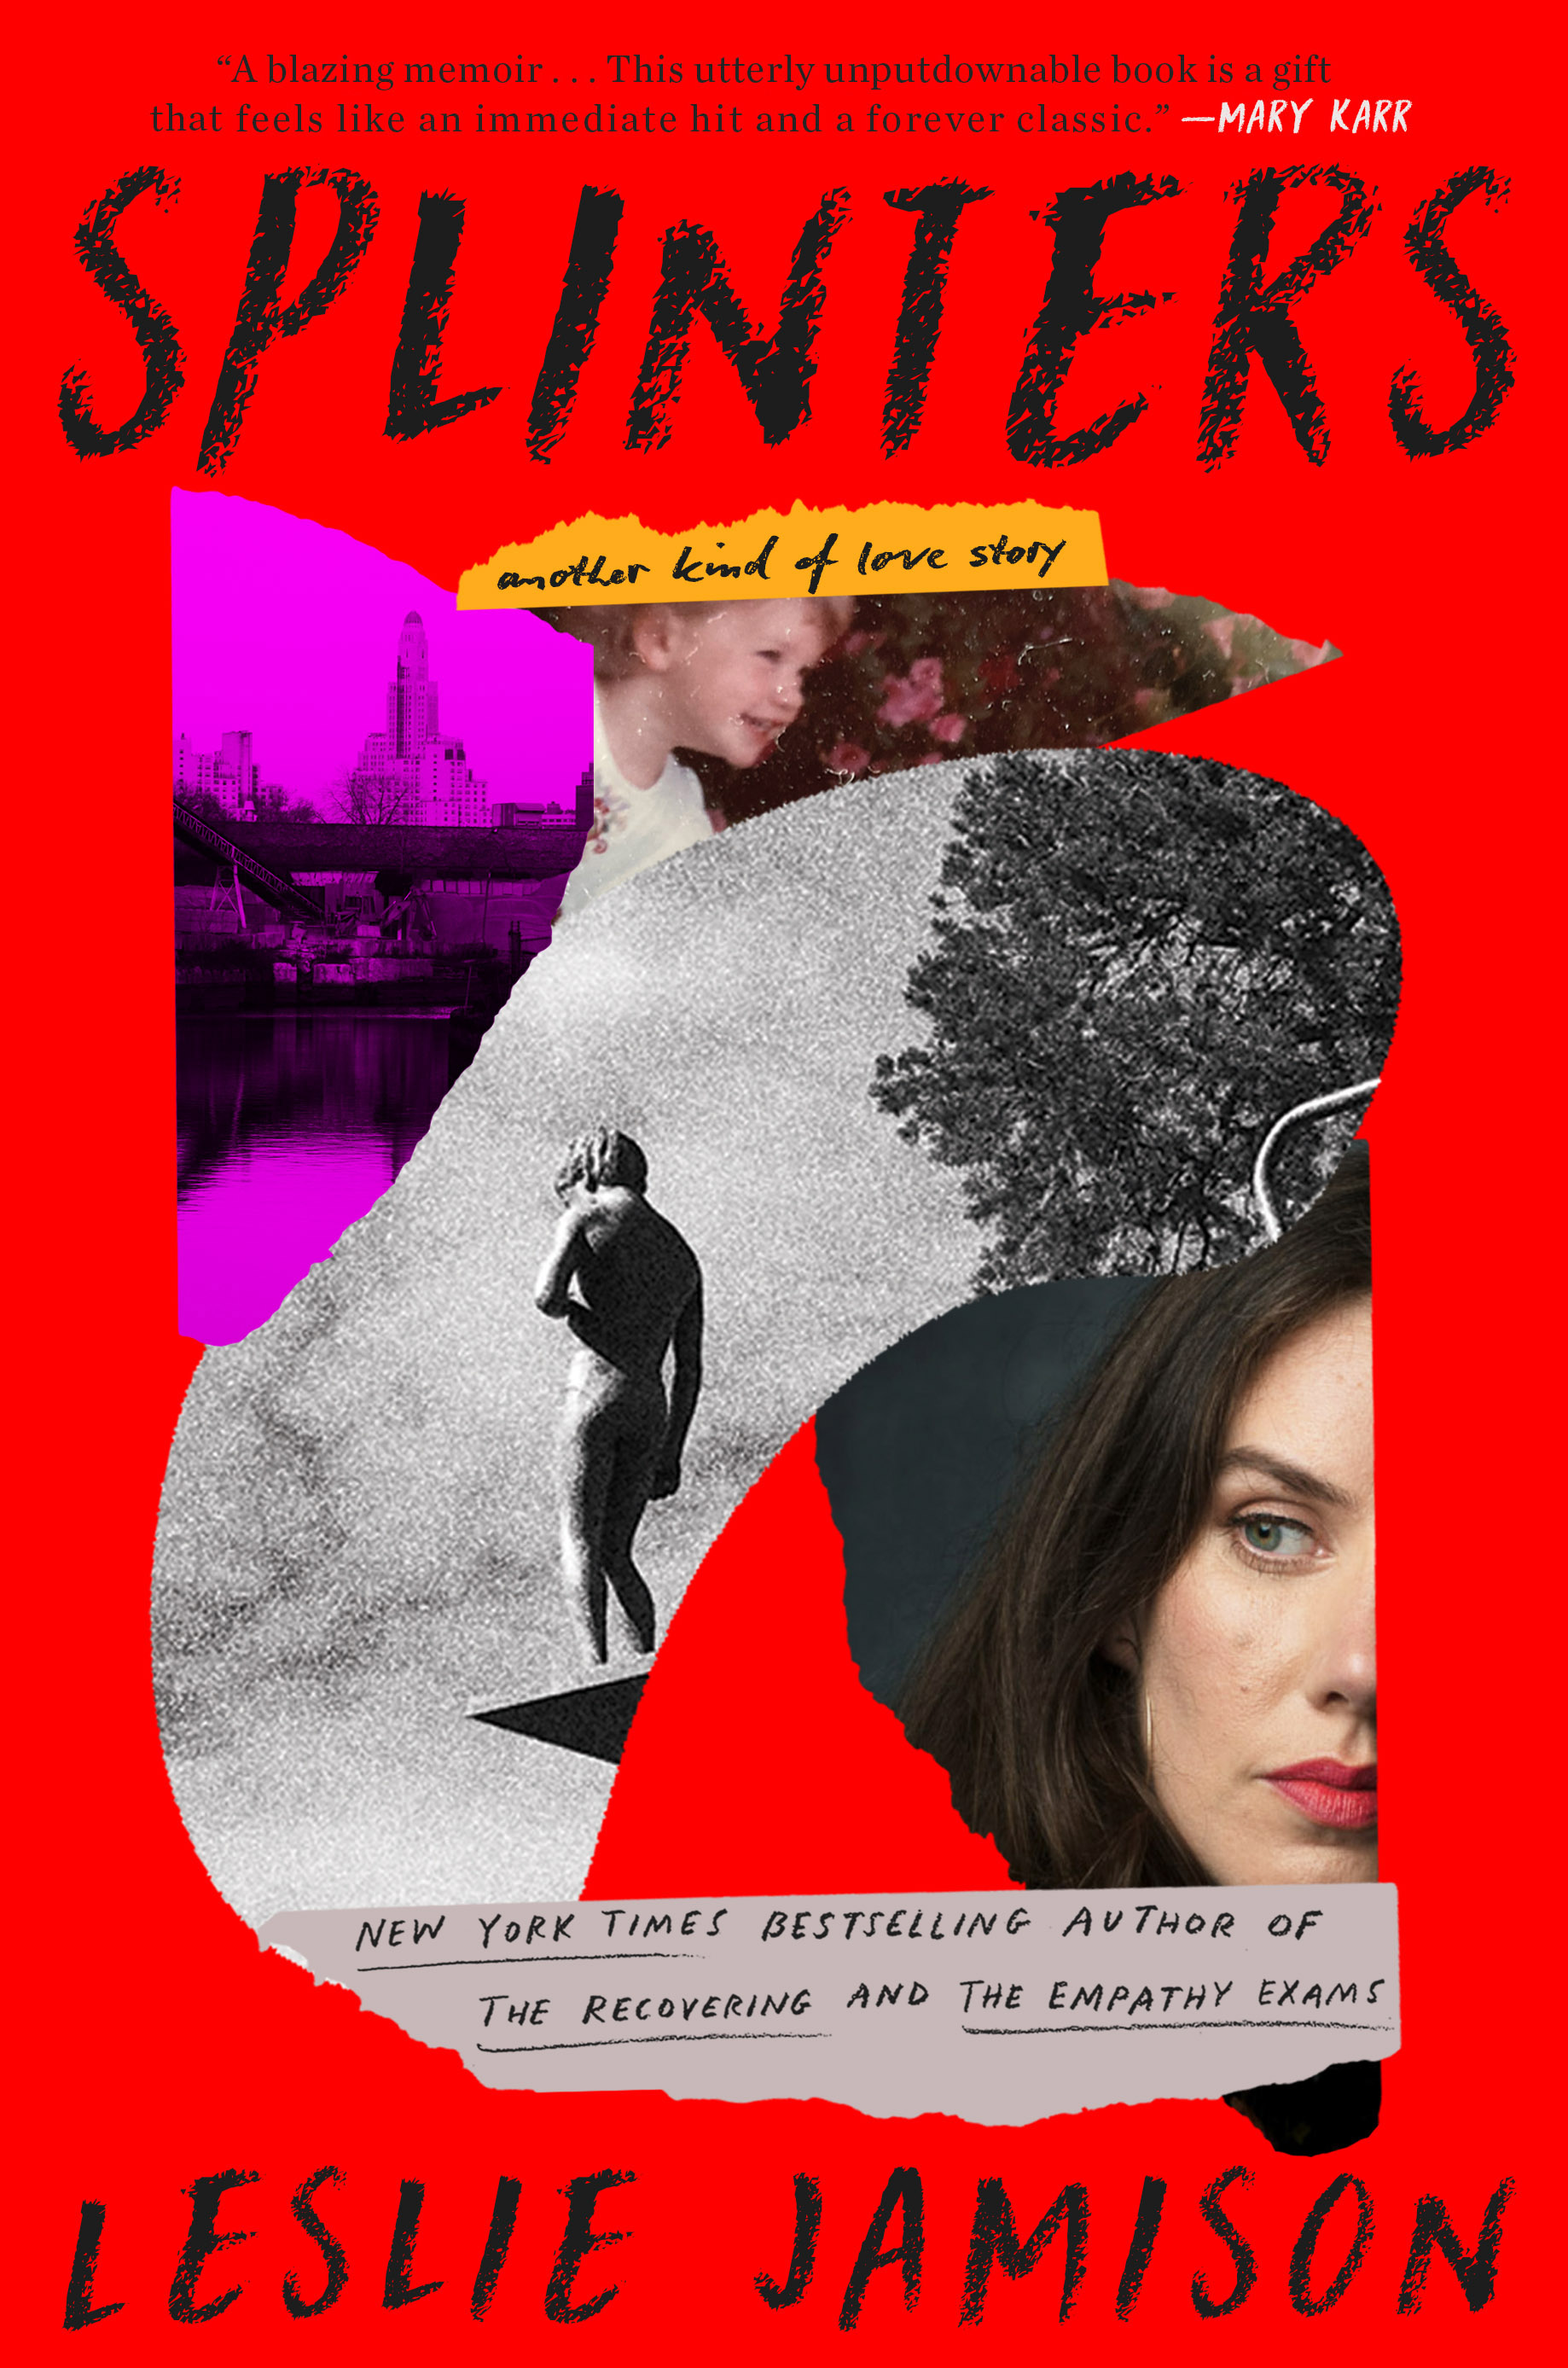 “A blazing memoir . . . This utterly unputdownable book is a gift
that feels like an immediate hit and a forever classic.” —MARY KARR
SPLINTERS
another kind of love story
NEW YORK TIMES BESTSELLING AUTHOR OF
THE RECOVERING AND THE EMPATHY EXAMS
LESLIE JAMISON